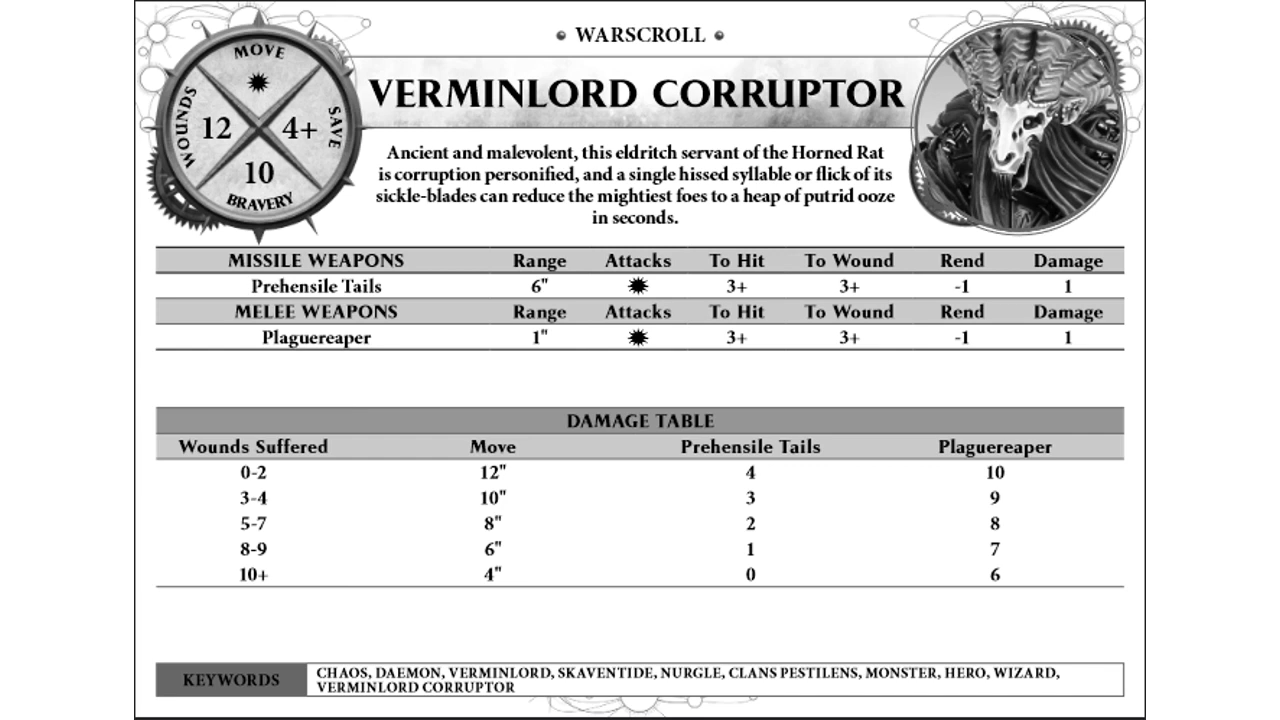 • WARSCROLL •
VERMINLORD CORRUPTOR
MOVE
WOUNDS
12
4+
SAVE
10
BRAVERY
Ancient and malevolent, this eldritch servant of the Horned Rat
is corruption personified, and a single hissed syllable or flick of its
sickle-blades can reduce the mightiest foes to a heap of putrid ooze
in seconds.
MISSILE WEAPONS Range Attacks To Hit To Wound Rend Damage
Prehensile Tails 6" ✹ 3+ 3+ -1 1
MELEE WEAPONS Range Attacks To Hit To Wound Rend Damage
Plaguereaper 1" ✹ 3+ 3+ -1 1
DAMAGE TABLE
Wounds Suffered Move Prehensile Tails Plaguereaper
0-2 12" 4 10
3-4 10" 3 9
5-7 8" 2 8
8-9 6" 1 7
10+ 4" 0 6
KEYWORDS
CHAOS, DAEMON, VERMINLORD, SKAVENTIDE, NURGLE, CLANS PESTILENS, MONSTER, HERO, WIZARD,
VERMINLORD CORRUPTOR